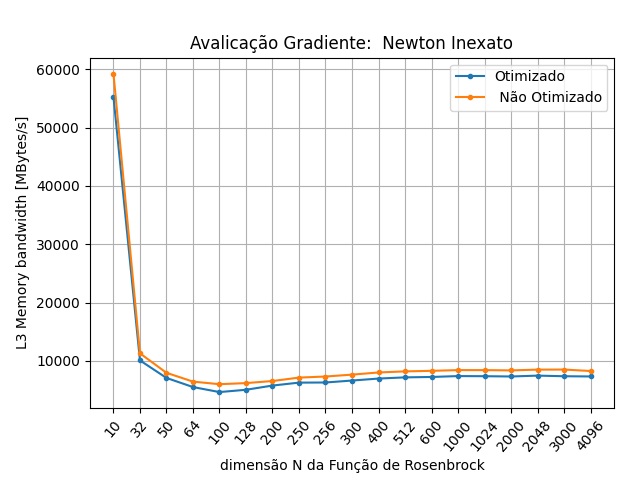 Avalicação Gradiente:  Newton Inexato
Otimizado
Não Otimizado
L3 Memory bandwidth [MBytes/s]
60000
50000
40000
30000
20000
10000
10 32 50 64 100 128 200 250 256 300 400 512 600 1000 1024 2000 2048 3000 4096
dimensão N da Função de Rosenbrock